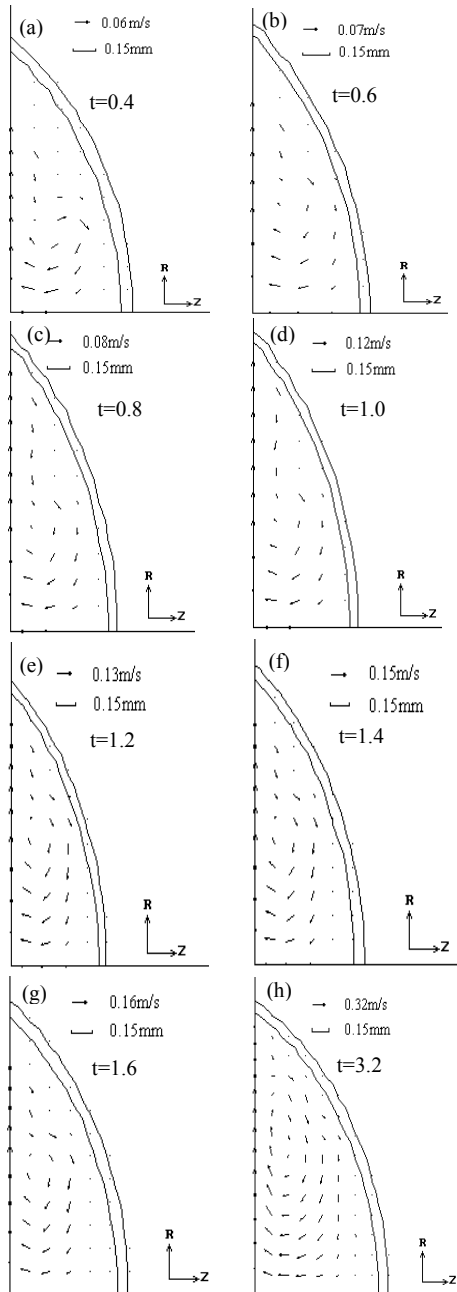 (a)
0.06m/s
0.15mm
t=0.4
R
Z
(b)
0.07m/s
0.15mm
t=0.6
R
Z
(c)
0.08m/s
0.15mm
t=0.8
R
Z
(d)
0.12m/s
0.15mm
t=1.0
R
Z
(e)
0.13m/s
0.15mm
t=1.2
R
Z
(f)
0.15m/s
0.15mm
t=1.4
R
Z
(g)
0.16m/s
0.15mm
t=1.6
R
Z
(h)
0.32m/s
0.15mm
t=3.2
R
Z